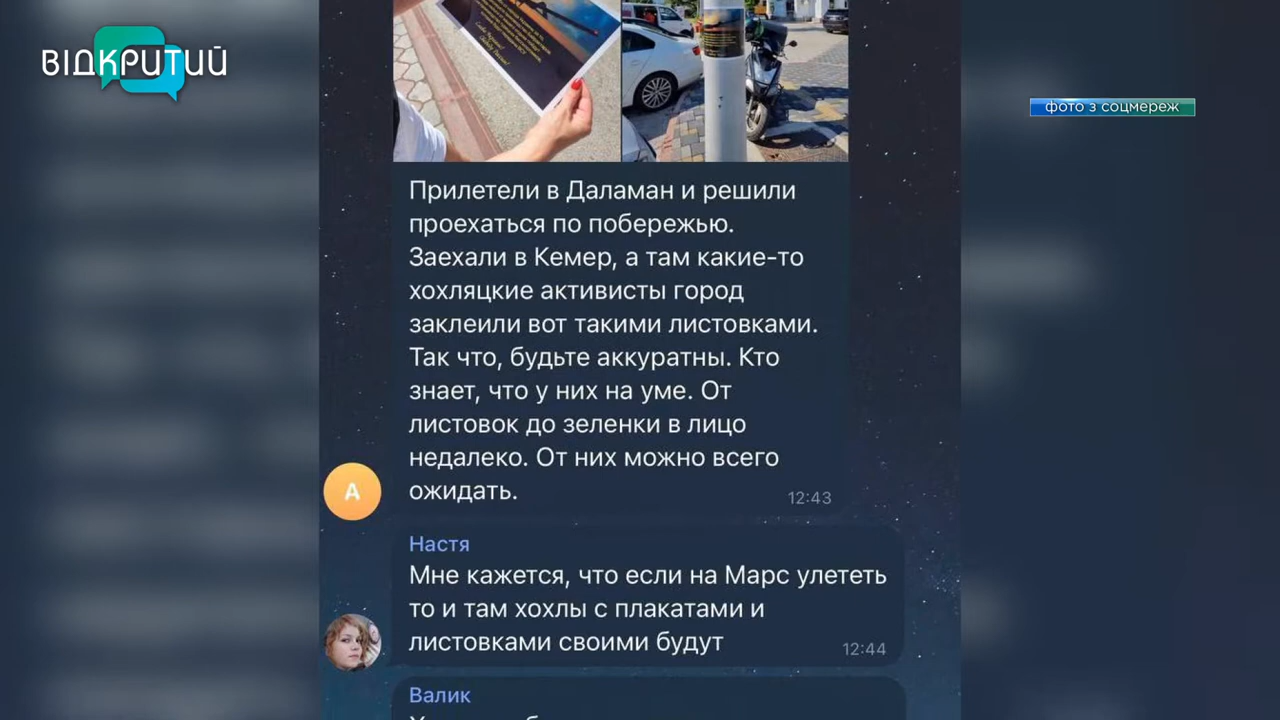 ВІДКРИТИЙ
фото з соцмереж
Прилетели в Даламан и решили
проехаться по побережью.
Заехали в Кемер, а там какие-то
хохляцкие активисты город
заклеили вот такими листовками.
Так что, будьте аккуратны. Кто
знает, что у них на уме. От
листовок до зеленки в лицо
недалеко. От них можно всего
ожидать.
12:43
А
Настя
Мне кажется, что если на Марс улететь
то и там хохлы с плакатами и
листовками своими будут
12:44
Валик